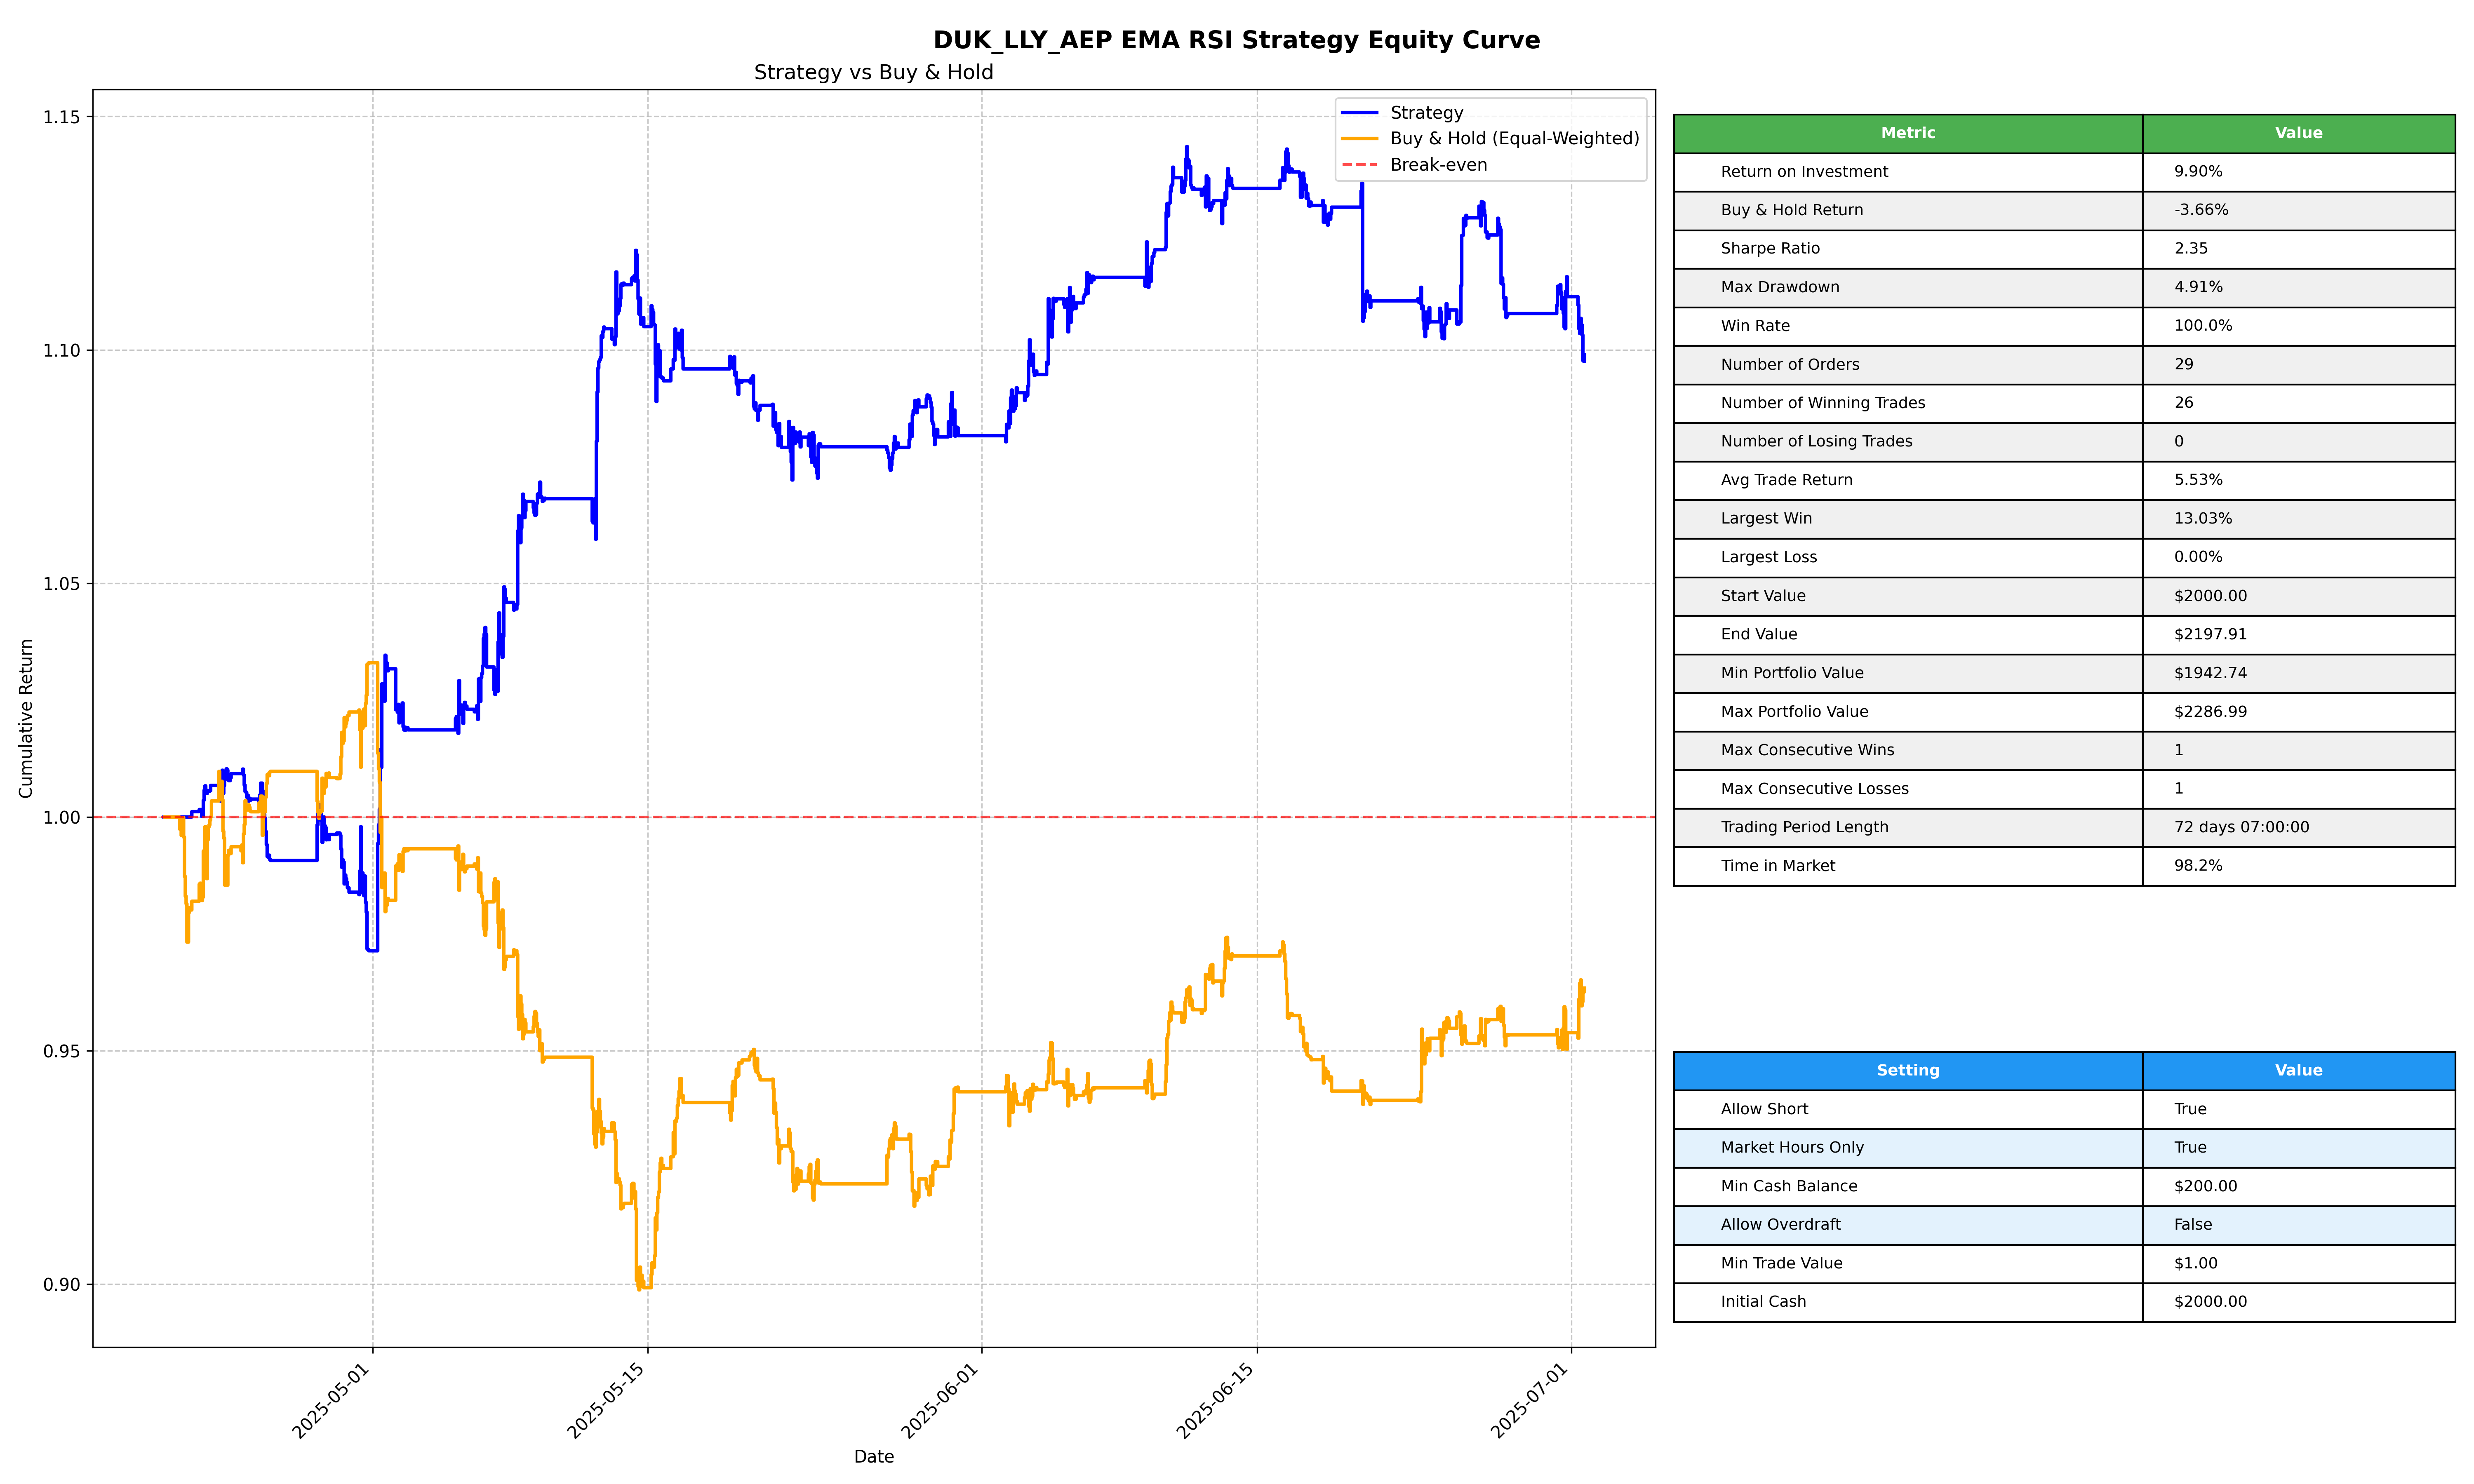 DUK_LLY_AEP EMA RSI Strategy Equity Curve
Strategy vs Buy & Hold
Strategy
Buy & Hold (Equal-Weighted)
Break-even
Cumulative Return
1.15
1.10
1.05
1.00
0.95
0.90
2025-05-01
2025-05-15
2025-06-01
2025-06-15
2025-07-01
Date
Metric Value
Return on Investment 9.90%
Buy & Hold Return -3.66%
Sharpe Ratio 2.35
Max Drawdown 4.91%
Win Rate 100.0%
Number of Orders 29
Number of Winning Trades 26
Number of Losing Trades 0
Avg Trade Return 5.53%
Largest Win 13.03%
Largest Loss 0.00%
Start Value $2000.00
End Value $2197.91
Min Portfolio Value $1942.74
Max Portfolio Value $2286.99
Max Consecutive Wins 1
Max Consecutive Losses 1
Trading Period Length 72 days 07:00:00
Time in Market 98.2%
Setting Value
Allow Short True
Market Hours Only True
Min Cash Balance $200.00
Allow Overdraft False
Min Trade Value $1.00
Initial Cash $2000.00